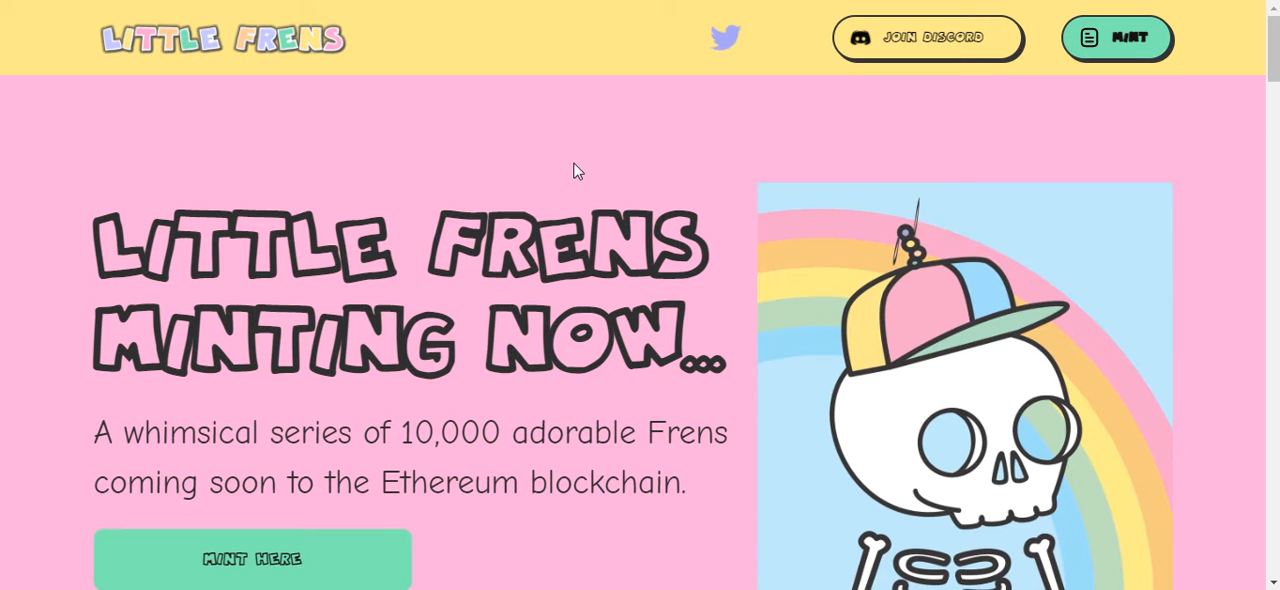 LITTLE FRENS
JOIN DISCORD
MINT
LITTLE FRENS
MINTING NOW...
A whimsical series of 10,000 adorable Frens
coming soon to the Ethereum blockchain.
MINT HERE